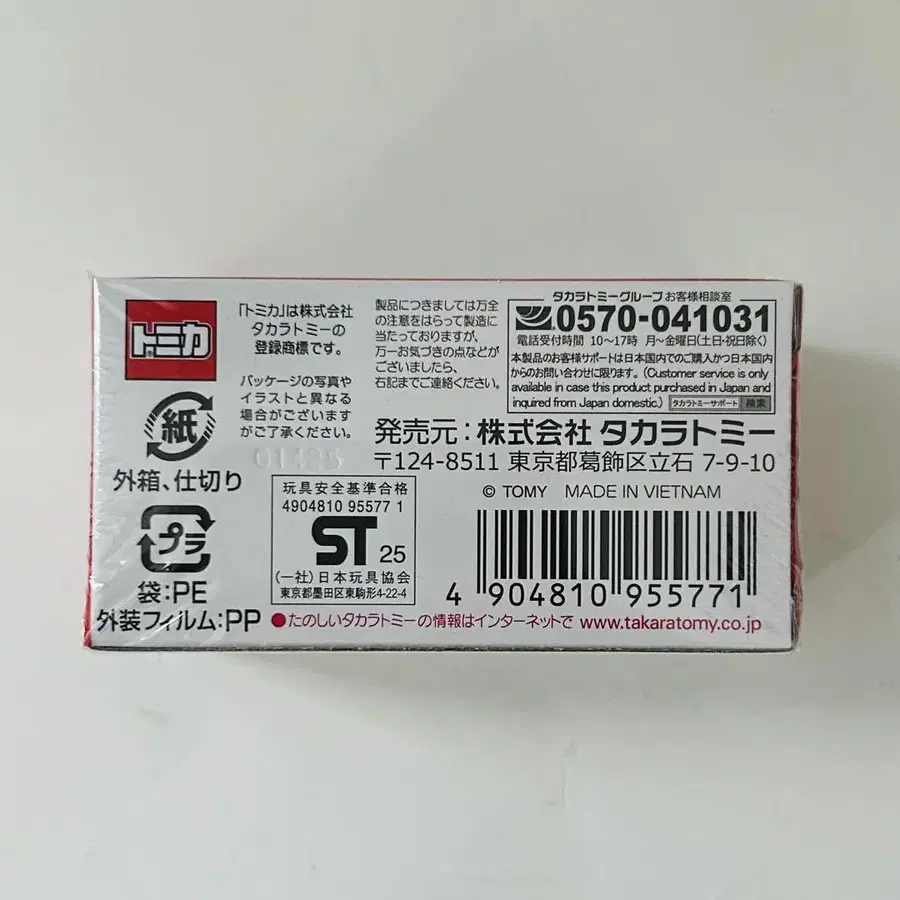 トミカ
「トミカ」は株式会社
タカラトミーの
登録商標です。
パッケージの写真や
イラストと異なる
場合がございます
がご了承ください。
紙
外箱、仕切り
プラ
袋:PE
外装フィルム:PP
製品につきましては万全
の注意をはらって製造に
当たっておりますが、
万一お気づきの点などが
ございましたら、
右記までご連絡ください。
タカラトミーグループ お客様相談室
0570-041031
電話受付時間 10〜17時 月〜金曜日(土日・祝日除く)
本製品のお客様サポートは日本国内でのご購入かつ日本国内
からのお問い合わせに限ります。(Customer service is only
available in case this product purchased in Japan and
inquired from Japan domestic.) タカラトミーサポート 検索
発売元:株式会社 タカラトミー
〒124-8511 東京都葛飾区立石 7-9-10
© TOMY MADE IN VIETNAM
玩具安全基準合格
4904810 95577 1
ST 25
(一社)日本玩具協会
東京都墨田区東駒形4-22-4
4 904810 955771
●たのしいタカラトミーの情報はインターネットで www.takaratomy.co.jp